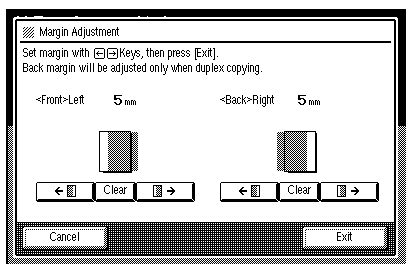 Margin Adjustment
Set margin with ←→Keys, then press [Exit].
Back margin will be adjusted only when duplex copying.
<Front>Left 5 mm <Back>Right 5 mm
← Clear → ← Clear →
Cancel Exit